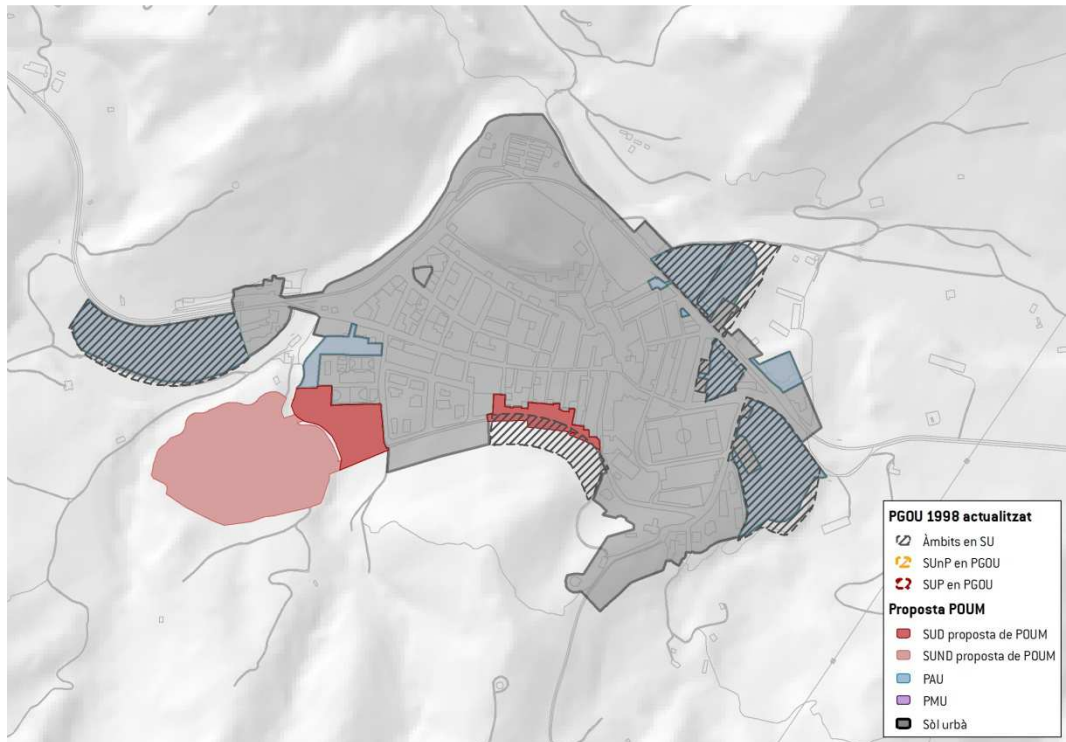 PGOU 1998 actualitzat
Àmbits en SU
SUnP en PGOU
SUP en PGOU
Proposta POUM
SUD proposta de POUM
SUND proposta de POUM
PAU
PMU
Sòl urbà